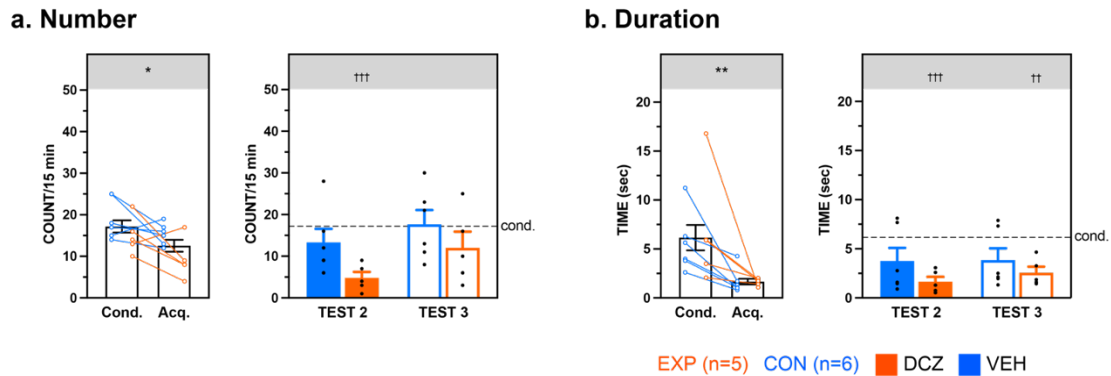 a. Number
b. Duration
COUNT/15 min
50
40
30
20
10
0
*
Cond.
Acq.
COUNT/15 min
50
40
30
20
10
0
†††
cond.
TEST 2
TEST 3
TIME (sec)
20
15
10
5
0
**
Cond.
Acq.
TIME (sec)
20
15
10
5
0
†††
††
cond.
TEST 2
TEST 3
EXP (n=5) CON (n=6) DCZ VEH